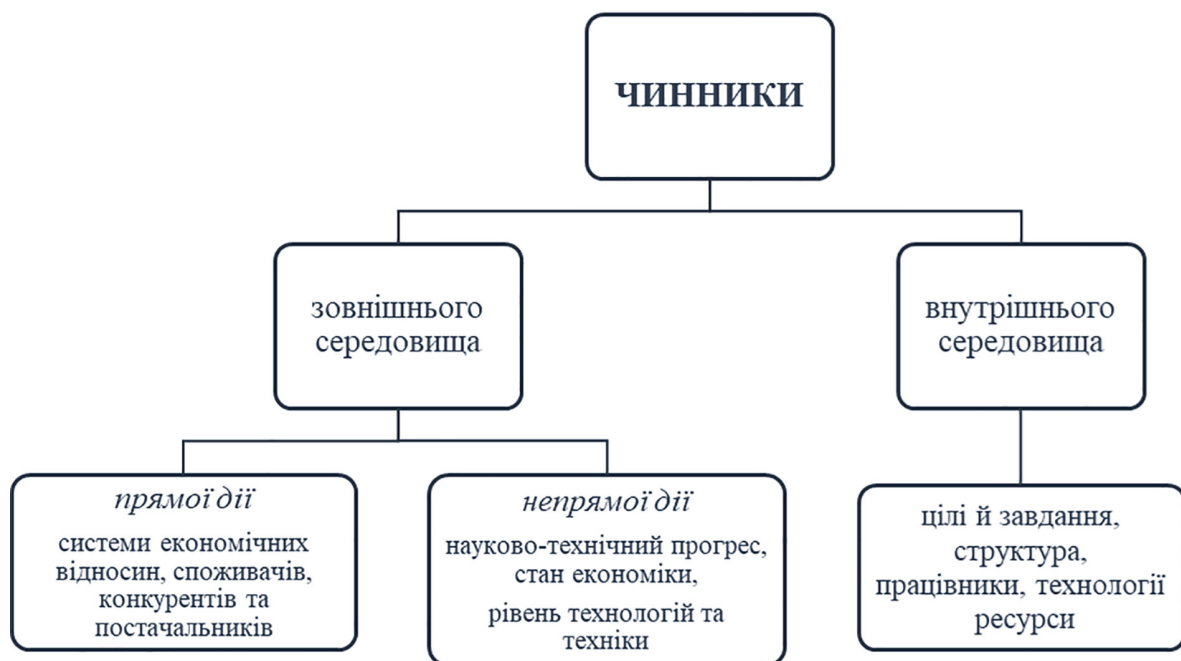 ЧИННИКИ
зовнішнього
середовища
внутрішнього
середовища
прямої дії
системи економічних
відносин, споживачів,
конкурентів та
постачальників
непрямої дії
науково-технічний прогрес,
стан економіки,
рівень технологій та
техніки
цілі й завдання,
структура,
працівники, технології
ресурси